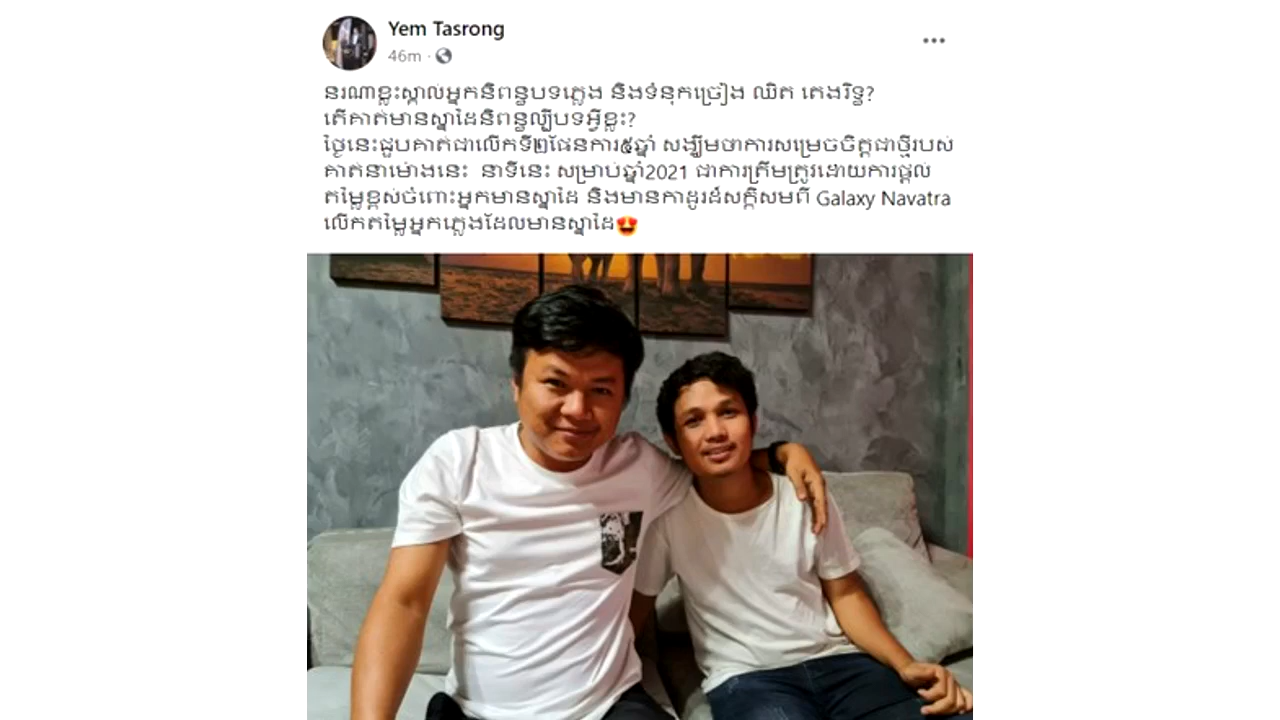 Yem Tasrong
46m ·
នរណាខ្លះស្គាល់អ្នកនិពន្ធបទភ្លេង និងទំនុកច្រៀង ឈិត តេងរិទ្ធ?
តើគាត់មានស្នាដៃនិពន្ធល្បីបទអ្វីខ្លះ?
ថ្ងៃនេះជួបគាត់ជាលើកទី២ផែនការ៥ឆ្នាំ សង្ឃឹមថាការសម្រេចចិត្តជាថ្មីរបស់
គាត់នាម៉ោងនេះ នាទីនេះ សម្រាប់ឆ្នាំ2021 ជាការត្រឹមត្រូវដោយការផ្តល់
តម្លៃខ្ពស់ចំពោះអ្នកមានស្នាដៃ និងមានកាដូរដ៏សក្តិសមពី Galaxy Navatra
លើកតម្លៃអ្នកភ្លេងដែលមានស្នាដៃ😍